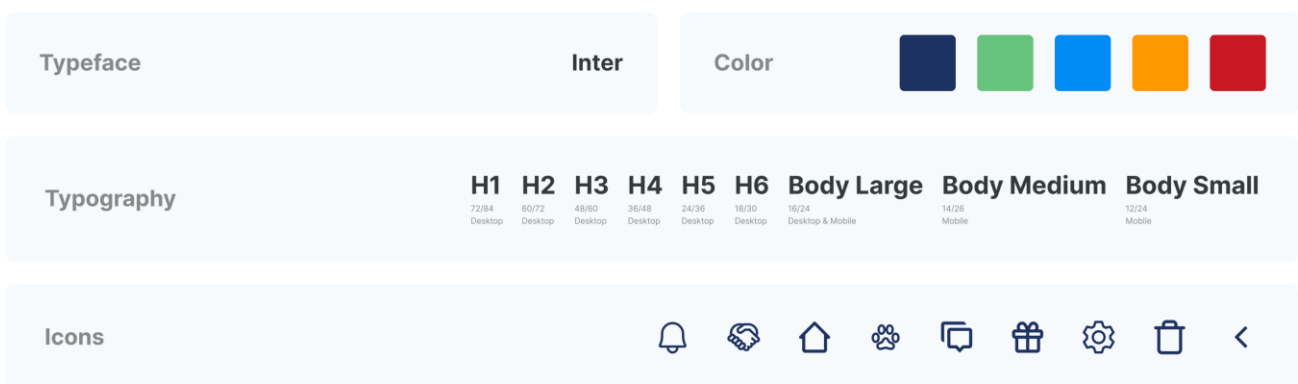 Typeface
Inter
Color
Typography
H1 H2 H3 H4 H5 H6 Body Large Body Medium Body Small
72/84 60/72 48/60 36/48 24/36 18/30 16/24 14/26 12/24
Desktop Desktop Desktop Desktop Desktop Desktop Desktop & Mobile Mobile Mobile
Icons